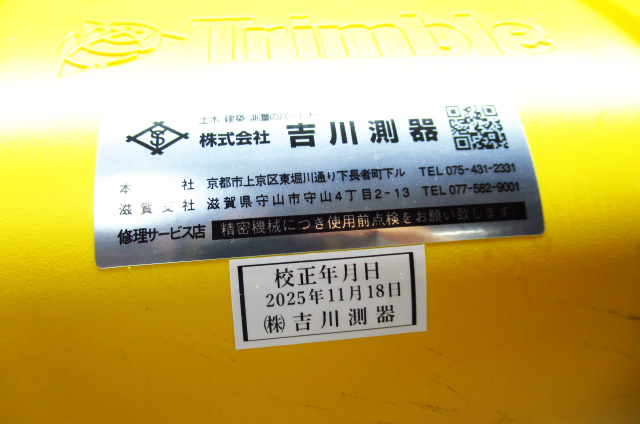 Trimble
土木 建築 測量のパートナー
株式会社 吉川測器
本社 京都市上京区東堀川通り下長者町下ル TEL 075-431-2331
滋賀支社 滋賀県守山市守山4丁目2-13 TEL 077-582-9001
修理サービス店 精密機械につき使用前点検をお願い致します
校正年月日
2025年11月18日
㈱吉川測器